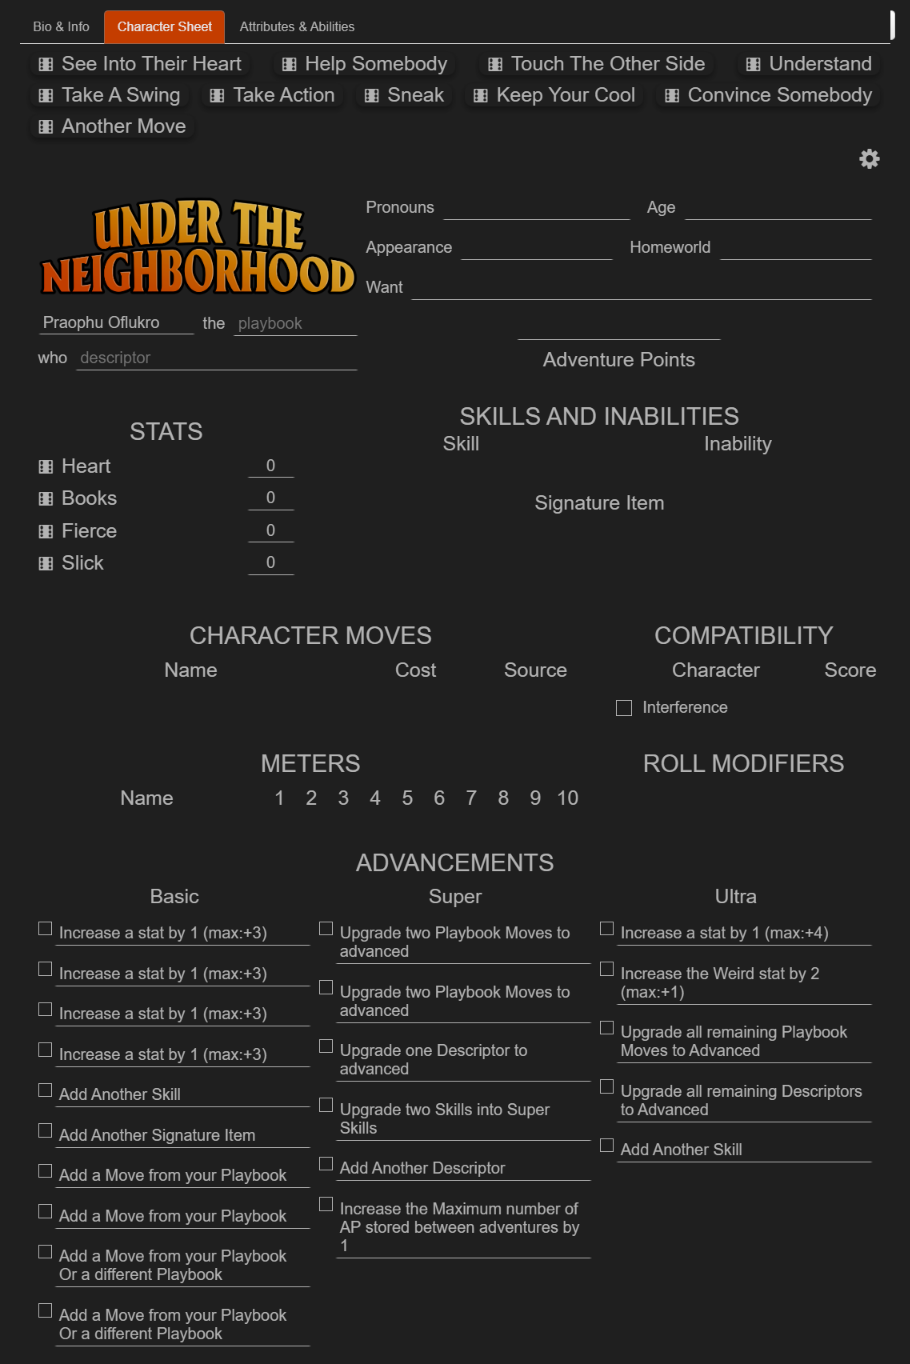 Bio & Info Character Sheet Attributes & Abilities
See Into Their Heart Help Somebody Touch The Other Side Understand
Take A Swing Take Action Sneak Keep Your Cool Convince Somebody
Another Move
UNDER THE
NEIGHBORHOOD
Praophu Oflukro the playbook
who descriptor
Pronouns Age
Appearance Homeworld
Want
Adventure Points
STATS
Heart 0
Books 0
Fierce 0
Slick 0
SKILLS AND INABILITIES
Skill Inability
Signature Item
CHARACTER MOVES
Name Cost Source
COMPATIBILITY
Character Score
Interference
METERS
Name 1 2 3 4 5 6 7 8 9 10
ROLL MODIFIERS
ADVANCEMENTS
Basic
Increase a stat by 1 (max:+3)
Increase a stat by 1 (max:+3)
Increase a stat by 1 (max:+3)
Increase a stat by 1 (max:+3)
Add Another Skill
Add Another Signature Item
Add a Move from your Playbook
Add a Move from your Playbook
Add a Move from your Playbook
Or a different Playbook
Add a Move from your Playbook
Or a different Playbook
Super
Upgrade two Playbook Moves to
advanced
Upgrade two Playbook Moves to
advanced
Upgrade one Descriptor to
advanced
Upgrade two Skills into Super
Skills
Add Another Descriptor
Increase the Maximum number of
AP stored between adventures by
1
Ultra
Increase a stat by 1 (max:+4)
Increase the Weird stat by 2
(max:+1)
Upgrade all remaining Playbook
Moves to Advanced
Upgrade all remaining Descriptors
to Advanced
Add Another Skill